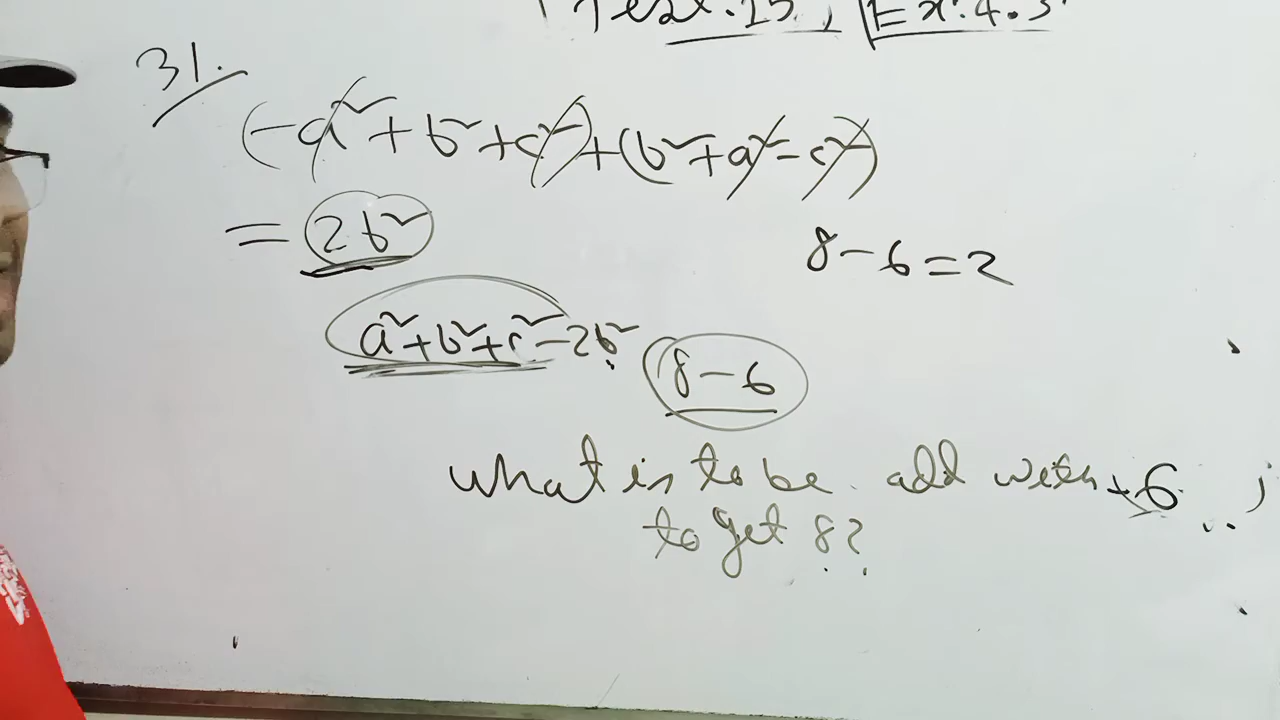 Ex. 4.3
31.
(-a² + b² + c²) + (b² + a² - c²)
= 2b²
8 - 6 = 2
a² + b² + c² - 2b²
8 - 6
What is to be add with +6
to get 8?